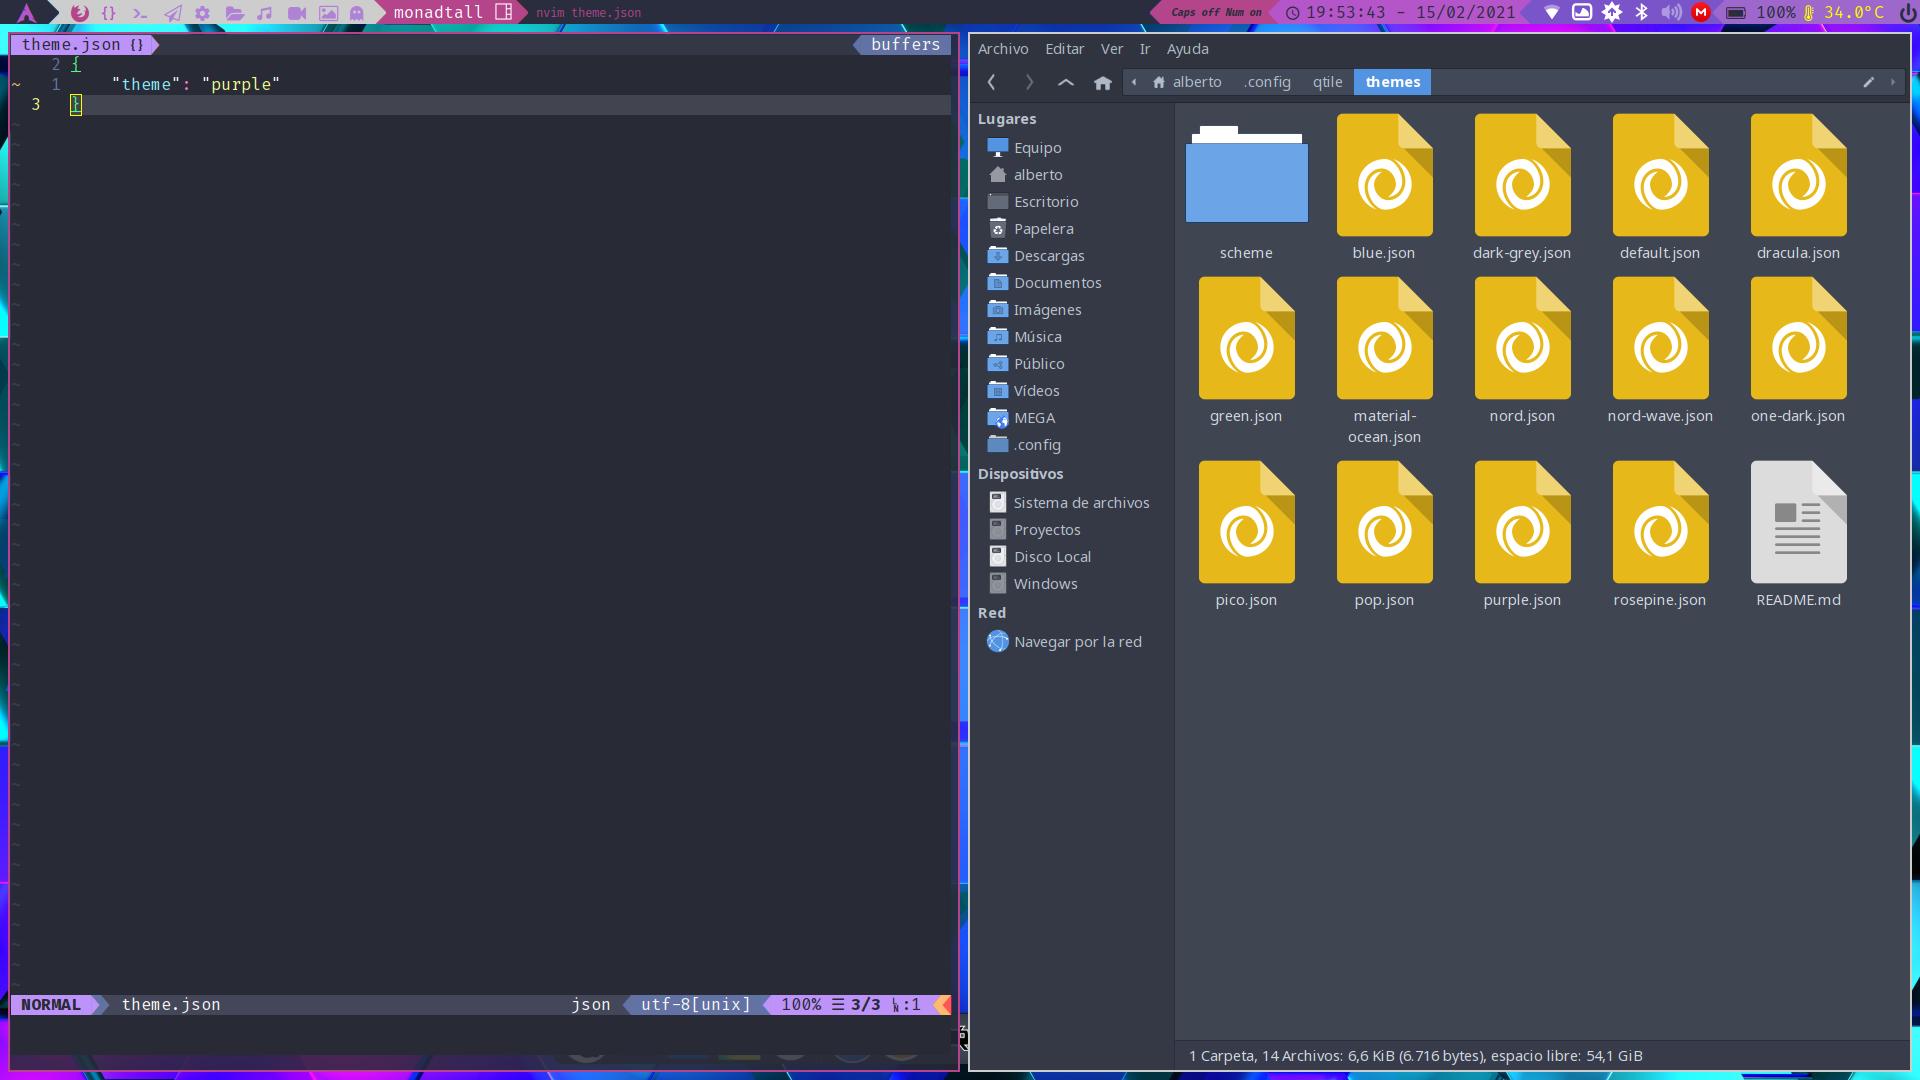 monadtall
nvim theme.json
Caps off Num on
19:53:43 - 15/02/2021
100%
34.0°C
theme.json {}
buffers
2 {
~ 1 "theme": "purple"
3 }
NORMAL theme.json
json utf-8[unix] 100% ☰ 3/3 :1
Archivo Editar Ver Ir Ayuda
alberto .config qtile themes
Lugares
Equipo
alberto
Escritorio
Papelera
Descargas
Documentos
Imágenes
Música
Público
Vídeos
MEGA
.config
Dispositivos
Sistema de archivos
Proyectos
Disco Local
Windows
Red
Navegar por la red
scheme blue.json dark-grey.json default.json dracula.json
green.json material-
ocean.json nord.json nord-wave.json one-dark.json
pico.json pop.json purple.json rosepine.json README.md
1 Carpeta, 14 Archivos: 6,6 KiB (6.716 bytes), espacio libre: 54,1 GiB